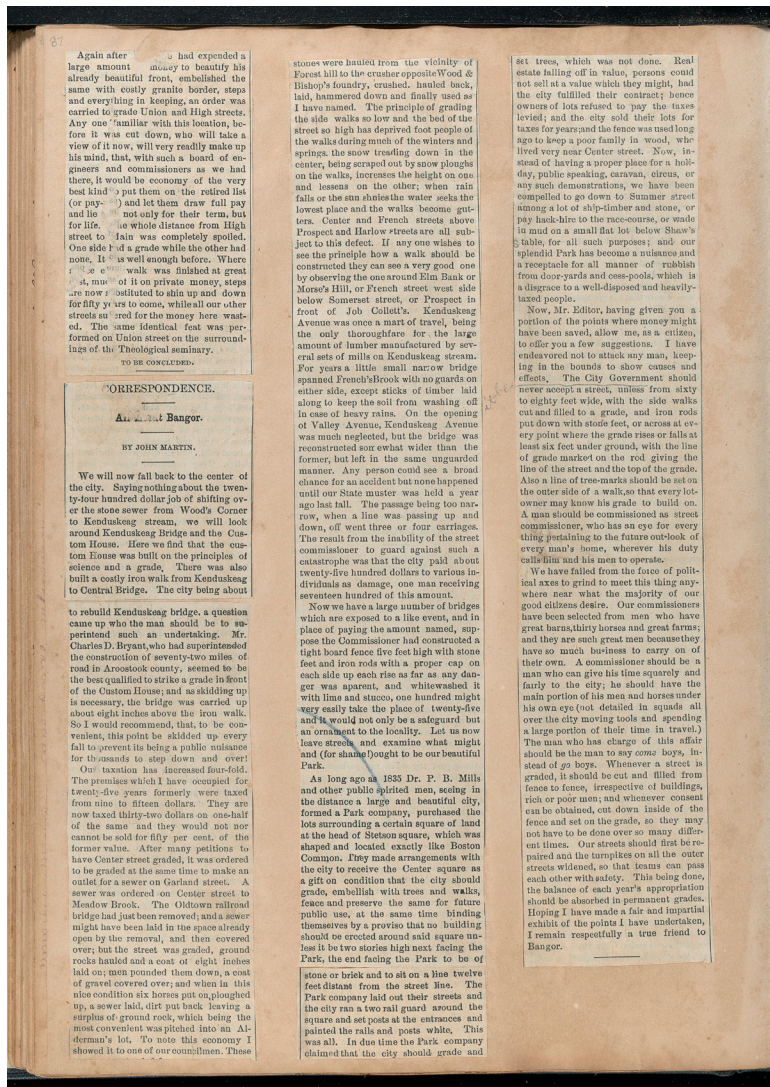 87
Again after had expended a
large amount money to beautify his
already beautiful front, embelished the
same with costly granite border, steps
and everything in keeping, an order was
carried to grade Union and High streets.
Any one familiar with this location, be-
fore it was cut down, who will take a
view of it now, will very readily make up
his mind, that, with such a board of en-
gineers and commissioners as we had
there, it would be economy of the very
best kind put them on the retired list
(or pay- ) and let them draw full pay
and lie not only for their term, but
for life. whole distance from High
street to Main was completely spoiled.
One side had a grade while the other had
none. It was well enough before. Where
walk was finished at great
much of it on private money, steps
are now to shin up and down
for fifty years to come, while all our other
streets for the money here wast-
ed. The same identical feat was per-
formed on Union street on the surround-
ings of the Theological seminary.
TO BE CONCLUDED.
CORRESPONDENCE.
Bangor.
BY JOHN MARTIN.
We will now fall back to the center of
the city. Saying nothing about the twen-
ty-four hundred dollar job of shifting ov-
er the stone sewer from Wood's Corner
to Kenduskeag stream, we will look
around Kenduskeag Bridge and the Cus-
tom House. Here we find that the cus-
tom House was built on the principles of
science and a grade. There was also
built a costly iron walk from Kenduskeag
to Central Bridge. The city being about
to rebuild Kenduskeag bridge, a question
came up who the man should be to su-
perintend such an undertaking. Mr.
Charles D. Bryant, who had superintended
the construction of seventy-two miles of
road in Aroostook county, seemed to be
the best qualified to strike a grade in front
of the Custom House; and as skidding up
is necessary, the bridge was carried up
about eight inches above the iron walk.
So I would recommend, that, to be con-
venient, this point be skidded up every
fall to prevent its being a public nuisance
for thousands to step down and over!
Our taxation has increased four-fold.
The premises which I have occupied for
twenty-five years formerly were taxed
from nine to fifteen dollars. They are
now taxed thirty-two dollars on one-half
of the same and they would not nor
cannot be sold for fifty per cent. of the
former value. After many petitions to
have Center street graded, it was ordered
to be graded at the same time to make an
outlet for a sewer on Garland street. A
sewer was ordered on Center street to
Meadow Brook. The Oldtown railroad
bridge had just been removed; and a sewer
might have been laid in the space already
open by the removal, and then covered
over; but the street was graded, ground
rocks hauled and a coat of eight inches
laid on; men pounded them down, a coat
of gravel covered over; and when in this
nice condition six horses put on, ploughed
up, a sewer laid, dirt put back leaving a
surplus of ground rock, which being the
most convenient was pitched into an Al-
derman's lot. To note this economy I
showed it to one of our councilmen. These
stones were hauled from the vicinity of
Forest hill to the crusher opposite Wood &
Bishop's foundry, crushed, hauled back,
laid, hammered down and finally used as
I have named. The principle of grading
the side walks so low and the bed of the
street so high has deprived foot people of
the walks during much of the winters and
springs, the snow treading down in the
center, being scraped out by snow ploughs
on the walks, increases the height on one
and lessens on the other; when rain
falls or the sun shnies the water seeks the
lowest place and the walks become gut-
ters. Center and French streets above
Prospect and Harlow streets are all sub-
ject to this defect. If any one wishes to
see the principle how a walk should be
constructed they can see a very good one
by observing the one around Elm Bank or
Morse's Hill, or French street west side
below Somerset street, or Prospect in
front of Job Collett's. Kenduskeag
Avenue was once a mart of travel, being
the only thoroughfare for the large
amount of lumber manufactured by sev-
eral sets of mills on Kenduskeag stream.
For years a little small narrow bridge
spanned French's Brook with no guards on
either side, except sticks of timber laid
along to keep the soil from washing off
in case of heavy rains. On the opening
of Valley Avenue, Kenduskeag Avenue
was much neglected, but the bridge was
reconstructed somewhat wider than the
former, but left in the same unguarded
manner. Any person could see a broad
chance for an accident but none happened
until our State muster was held a year
ago last fall. The passage being too nar-
row, when a line was passing up and
down, off went three or four carriages.
The result from the inability of the street
commissioner to guard against such a
catastrophe was that the city paid about
twenty-five hundred dollars to various in-
dividuals as damage, one man receiving
seventeen hundred of this amount.
Now we have a large number of bridges
which are exposed to a like event, and in
place of paying the amount named, sup-
pose the Commissioner had constructed a
tight board fence five feet high with stone
feet and iron rods with a proper cap on
each side up each rise as far as any dan-
ger was aparent, and whitewashed it
with lime and stucco, one hundred might
very easily take the place of twenty-five
and it would not only be a safeguard but
an ornament to the locality. Let us now
leave streets and examine what might
and (for shame) ought to be our beautiful
Park.
As long ago as 1835 Dr. P. B. Mills
and other public spirited men, seeing in
the distance a large and beautiful city,
formed a Park company, purchased the
lots surrounding a certain square of land
at the head of Stetson square, which was
shaped and located exactly like Boston
Common. They made arrangements with
the city to receive the Center square as
a gift on condition that the city should
grade, embellish with trees and walks,
fence and preserve the same for future
public use, at the same time binding
themselves by a proviso that no building
should be erected around said square un-
less it be two stories high next facing the
Park, the end facing the Park to be of
stone or brick and to sit on a line twelve
feet distant from the street line. The
Park company laid out their streets and
the city ran a two rail guard around the
square and set posts at the entrances and
painted the rails and posts white. This
was all. In due time the Park company
claimed that the city should grade and
set trees, which was not done. Real
estate falling off in value, persons could
not sell at a value which they might, had
the city fulfilled their contract; hence
owners of lots refused to pay the taxes
levied; and the city sold their lots for
taxes for years; and the fence was used long
ago to keep a poor family in wood, who
lived very near Center street. Now, in-
stead of having a proper place for a holi-
day, public speaking, caravan, circus, or
any such demonstrations, we have been
compelled to go down to Summer street
among a lot of ship-timber and stone, or
pay hack-hire to the race-course, or wade
in mud on a small flat lot below Shaw's
stable, for all such purposes; and our
splendid Park has become a nuisance and
a receptacle for all manner of rubbish
from door-yards and cess-pools, which is
a disgrace to a well-disposed and heavily-
taxed people.
Now, Mr. Editor, having given you a
portion of the points where money might
have been saved, allow me, as a citizen,
to offer you a few suggestions. I have
endeavored not to attack any man, keep-
ing in the bounds to show causes and
effects. The City Government should
never accept a street, unless from sixty
to eighty feet wide, with the side walks
cut and filled to a grade, and iron rods
put down with stone feet, or across at ev-
ery point where the grade rises or falls at
least six feet under ground, with the line
of grade marked on the rod giving the
line of the street and the top of the grade.
Also a line of tree-marks should be set on
the outer side of a walk, so that every lot-
owner may know his grade to build on.
A man should be commissioned as street
commissioner, who has an eye for every
thing pertaining to the future out-look of
every man's home, wherever his duty
calls him and his men to operate.
We have failed from the force of polit-
ical axes to grind to meet this thing any-
where near what the majority of our
good citizens desire. Our commissioners
have been selected from men who have
great barns, thirty horses and great farms;
and they are such great men because they
have so much business to carry on of
their own. A commissioner should be a
man who can give his time squarely and
fairly to the city; he should have the
main portion of his men and horses under
his own eye (not detailed in squads all
over the city moving tools and spending
a large portion of their time in travel.)
The man who has charge of this affair
should be the man to say come boys, in-
stead of go boys. Whenever a street is
graded, it should be cut and filled from
fence to fence, irrespective of buildings,
rich or poor men; and whenever consent
can be obtained, cut down inside of the
fence and set on the grade, so they may
not have to be done over so many differ-
ent times. Our streets should first be re-
paired and the turnpikes on all the outer
streets widened, so that teams can pass
each other with safety. This being done,
the balance of each year's appropriation
should be absorbed in permanent grades.
Hoping I have made a fair and impartial
exhibit of the points I have undertaken,
I remain respectfully a true friend to
Bangor.